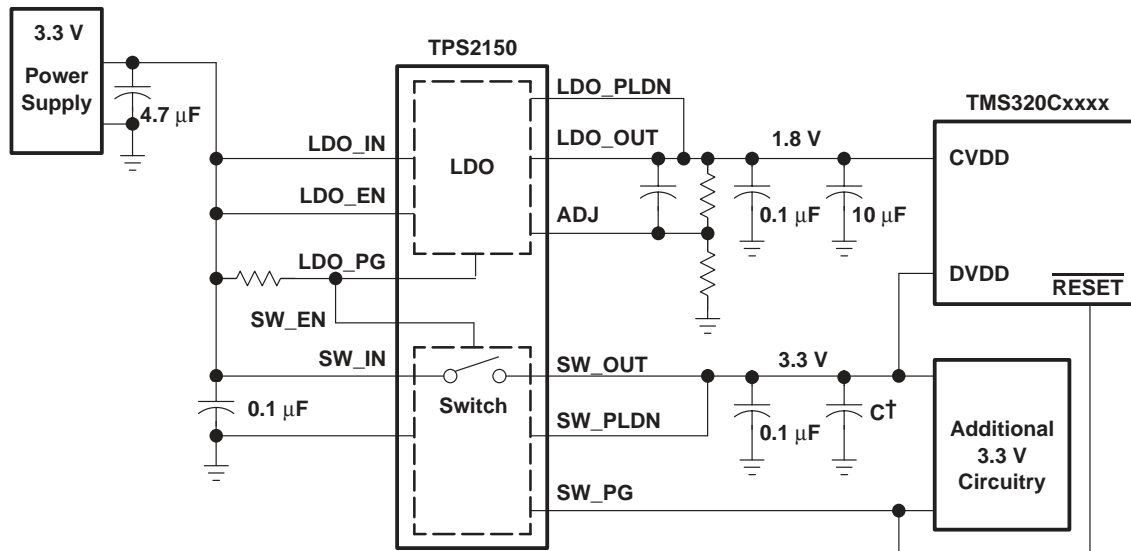 3.3 V
Power
Supply
4.7 μF
TPS2150
LDO_IN
LDO_EN
LDO_PG
SW_EN
SW_IN
0.1 μF
LDO
Switch
LDO_PLDN
LDO_OUT
ADJ
1.8 V
0.1 μF
10 μF
SW_OUT
SW_PLDN
SW_PG
3.3 V
0.1 μF
C†
TMS320Cxxxx
CVDD
DVDD
RESET
Additional
3.3 V
Circuitry